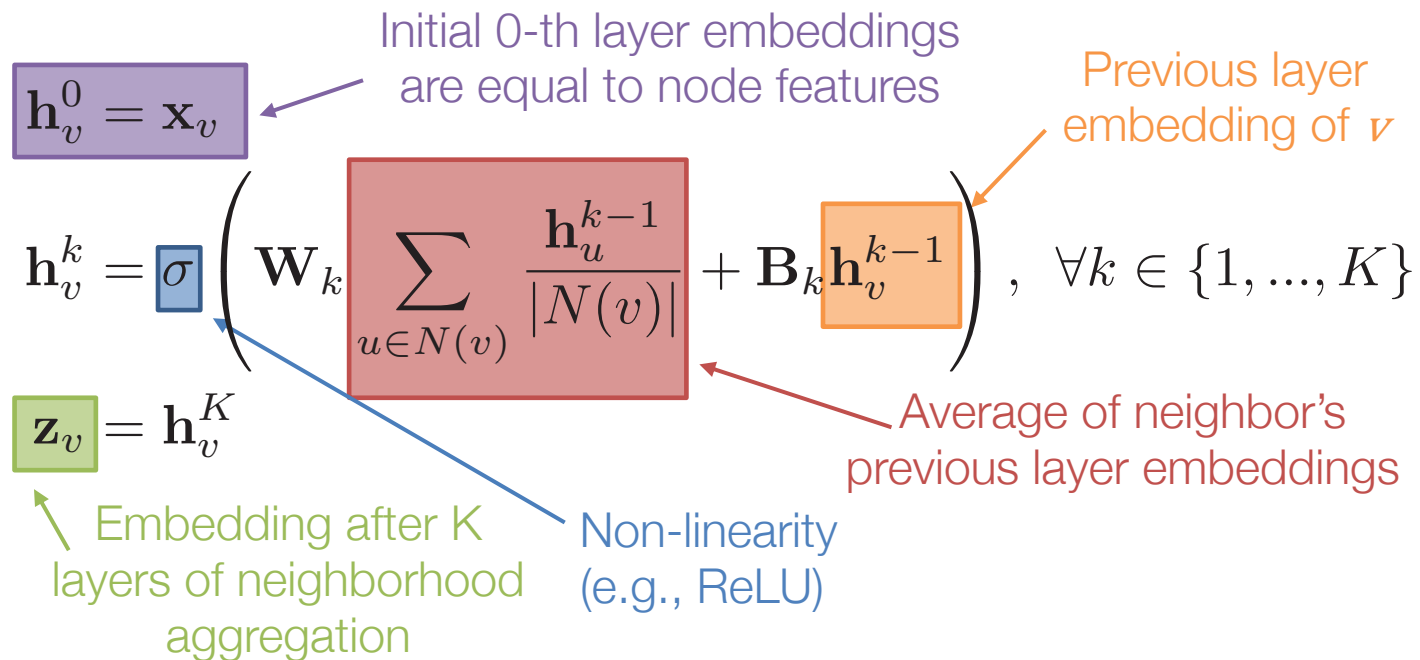 Initial 0-th layer embeddings
are equal to node features
Previous layer
embedding of v
h_v^0 = x_v
h_v^k = σ ( W_k ∑_{u∈N(v)} h_u^{k−1} / |N(v)| + B_k h_v^{k−1} ) , ∀k ∈ {1, ..., K}
z_v = h_v^K
Average of neighbor’s
previous layer embeddings
Embedding after K
layers of neighborhood
aggregation
Non-linearity
(e.g., ReLU)